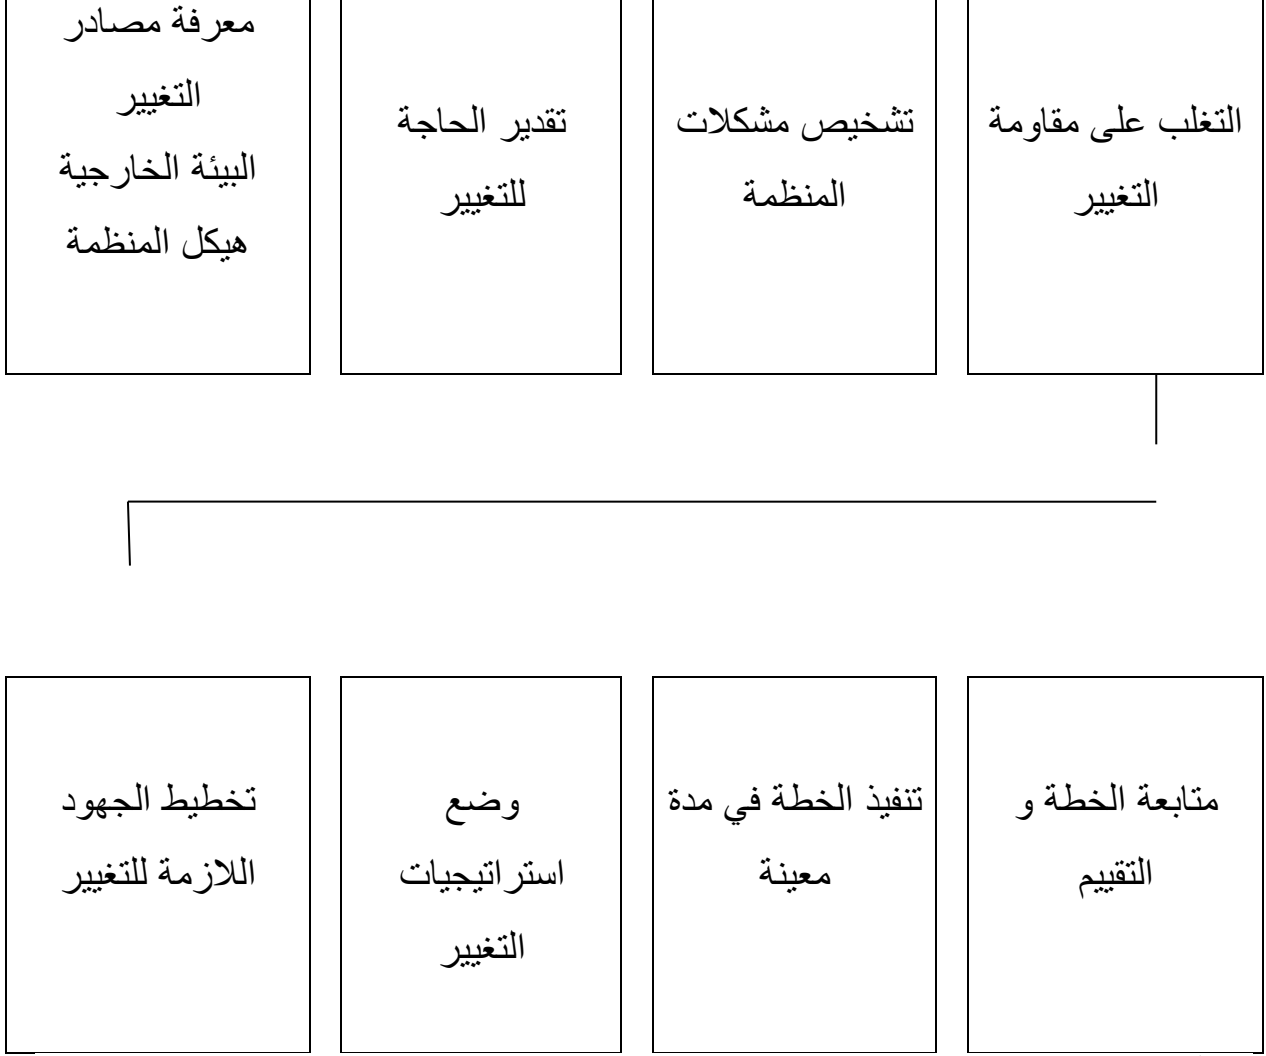 معرفة مصادر
التغيير
البيئة الخارجية
هيكل المنظمة
تقدير الحاجة
للتغيير
تشخيص مشكلات
المنظمة
التغلب على مقاومة
التغيير
تخطيط الجهود
اللازمة للتغيير
وضع
استراتيجيات
التغيير
تنفيذ الخطة في مدة
معينة
متابعة الخطة و
التقييم